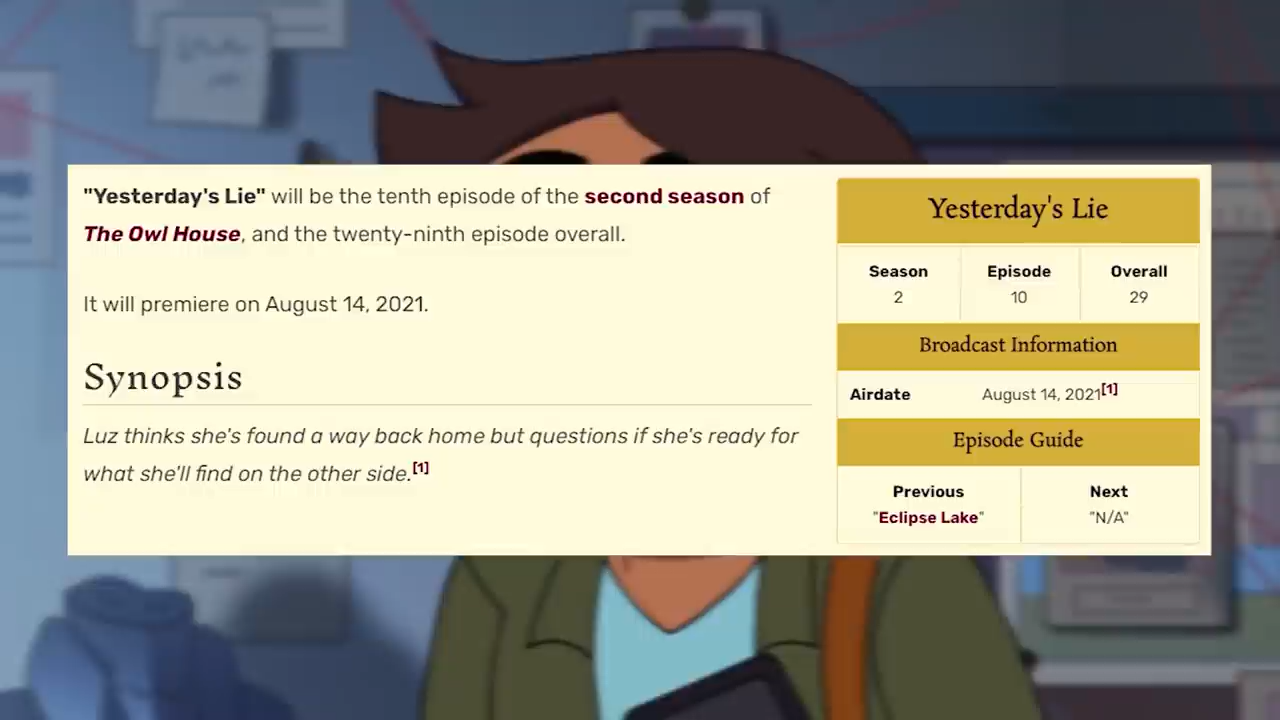 "Yesterday's Lie" will be the tenth episode of the second season of
The Owl House, and the twenty-ninth episode overall.
It will premiere on August 14, 2021.
Synopsis
Luz thinks she's found a way back home but questions if she's ready for
what she'll find on the other side.[1]
Yesterday's Lie
Season Episode Overall
2 10 29
Broadcast Information
Airdate August 14, 2021[1]
Episode Guide
Previous Next
"Eclipse Lake" "N/A"